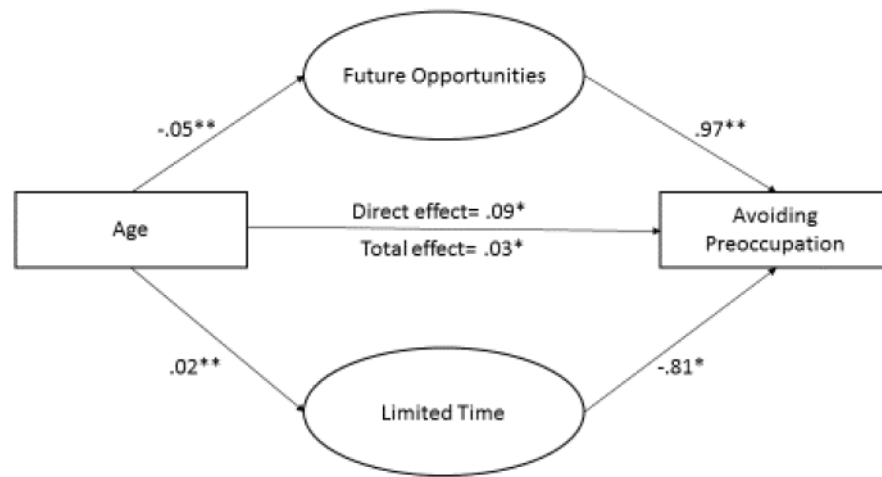 Future Opportunities
-.05**
.97**
Age
Direct effect= .09*
Total effect= .03*
Avoiding
Preoccupation
.02**
-.81*
Limited Time